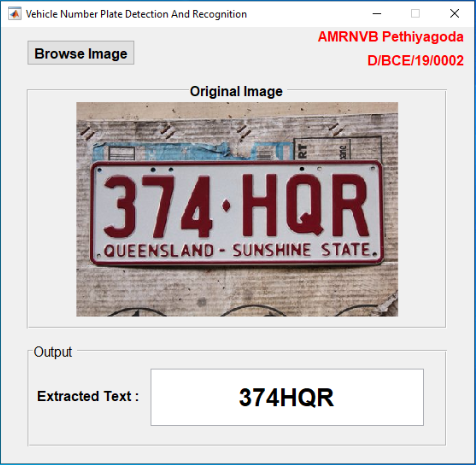 Vehicle Number Plate Detection And Recognition
AMRNVB Pethiyagoda
Browse Image
D/BCE/19/0002
Original Image
374·HQR
QUEENSLAND - SUNSHINE STATE
Output
Extracted Text :
374HQR